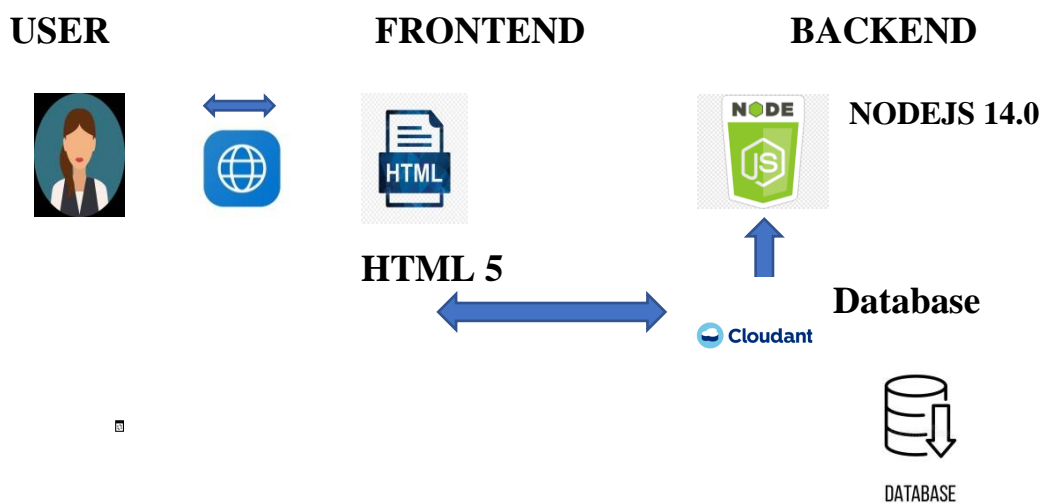 USER
FRONTEND
BACKEND
NODE
JS
NODEJS 14.0
HTML
HTML 5
Database
Cloudant
DATABASE